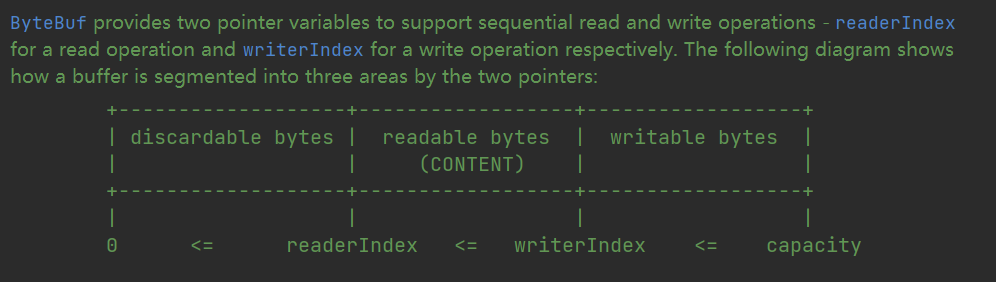 ByteBuf provides two pointer variables to support sequential read and write operations - readerIndex
for a read operation and writerIndex for a write operation respectively. The following diagram shows
how a buffer is segmented into three areas by the two pointers:
+-------------------+------------------+------------------+
| discardable bytes |  readable bytes  |  writable bytes  |
|                   |     (CONTENT)    |                  |
+-------------------+------------------+------------------+
|                   |                  |                  |
0      <=      readerIndex   <=   writerIndex    <=    capacity